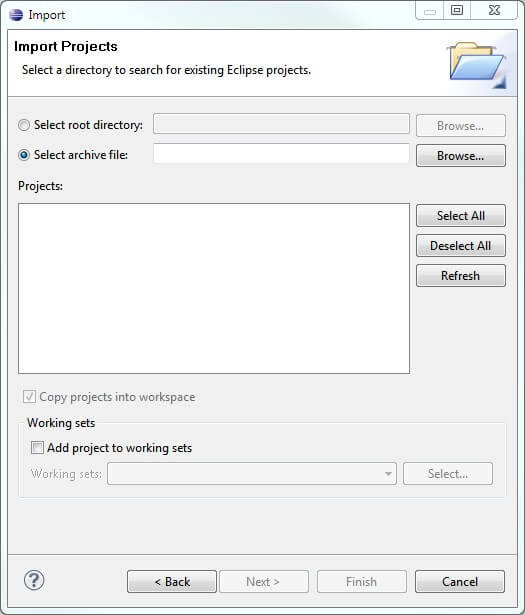 Import
Import Projects
Select a directory to search for existing Eclipse projects.
Select root directory: Browse...
Select archive file: Browse...
Projects:
Select All
Deselect All
Refresh
Copy projects into workspace
Working sets
Add project to working sets
Working sets: Select...
? < Back Next > Finish Cancel